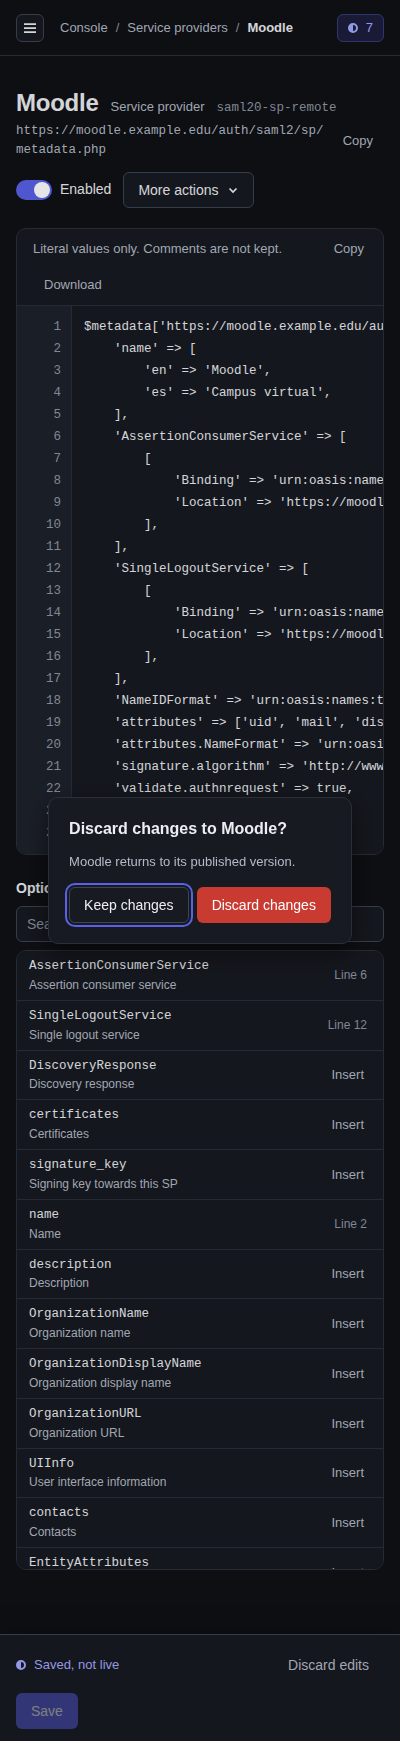 Console / Service providers / Moodle
7
Moodle Service provider saml20-sp-remote
https://moodle.example.edu/auth/saml2/sp/
metadata.php
Copy
Enabled
More actions
Literal values only. Comments are not kept.
Copy
Download
1 $metadata['https://moodle.example.edu/au
2 'name' => [
3 'en' => 'Moodle',
4 'es' => 'Campus virtual',
5 ],
6 'AssertionConsumerService' => [
7 [
8 'Binding' => 'urn:oasis:name
9 'Location' => 'https://moodl
10 ],
11 ],
12 'SingleLogoutService' => [
13 [
14 'Binding' => 'urn:oasis:name
15 'Location' => 'https://moodl
16 ],
17 ],
18 'NameIDFormat' => 'urn:oasis:names:t
19 'attributes' => ['uid', 'mail', 'dis
20 'attributes.NameFormat' => 'urn:oasi
21 'signature.algorithm' => 'http://www
22 'validate.authnrequest' => true,
Discard changes to Moodle?
Moodle returns to its published version.
Keep changes
Discard changes
AssertionConsumerService
Assertion consumer service
Line 6
SingleLogoutService
Single logout service
Line 12
DiscoveryResponse
Discovery response
Insert
certificates
Certificates
Insert
signature_key
Signing key towards this SP
Insert
name
Name
Line 2
description
Description
Insert
OrganizationName
Organization name
Insert
OrganizationDisplayName
Organization display name
Insert
OrganizationURL
Organization URL
Insert
UIInfo
User interface information
Insert
contacts
Contacts
Insert
EntityAttributes
Saved, not live
Discard edits
Save